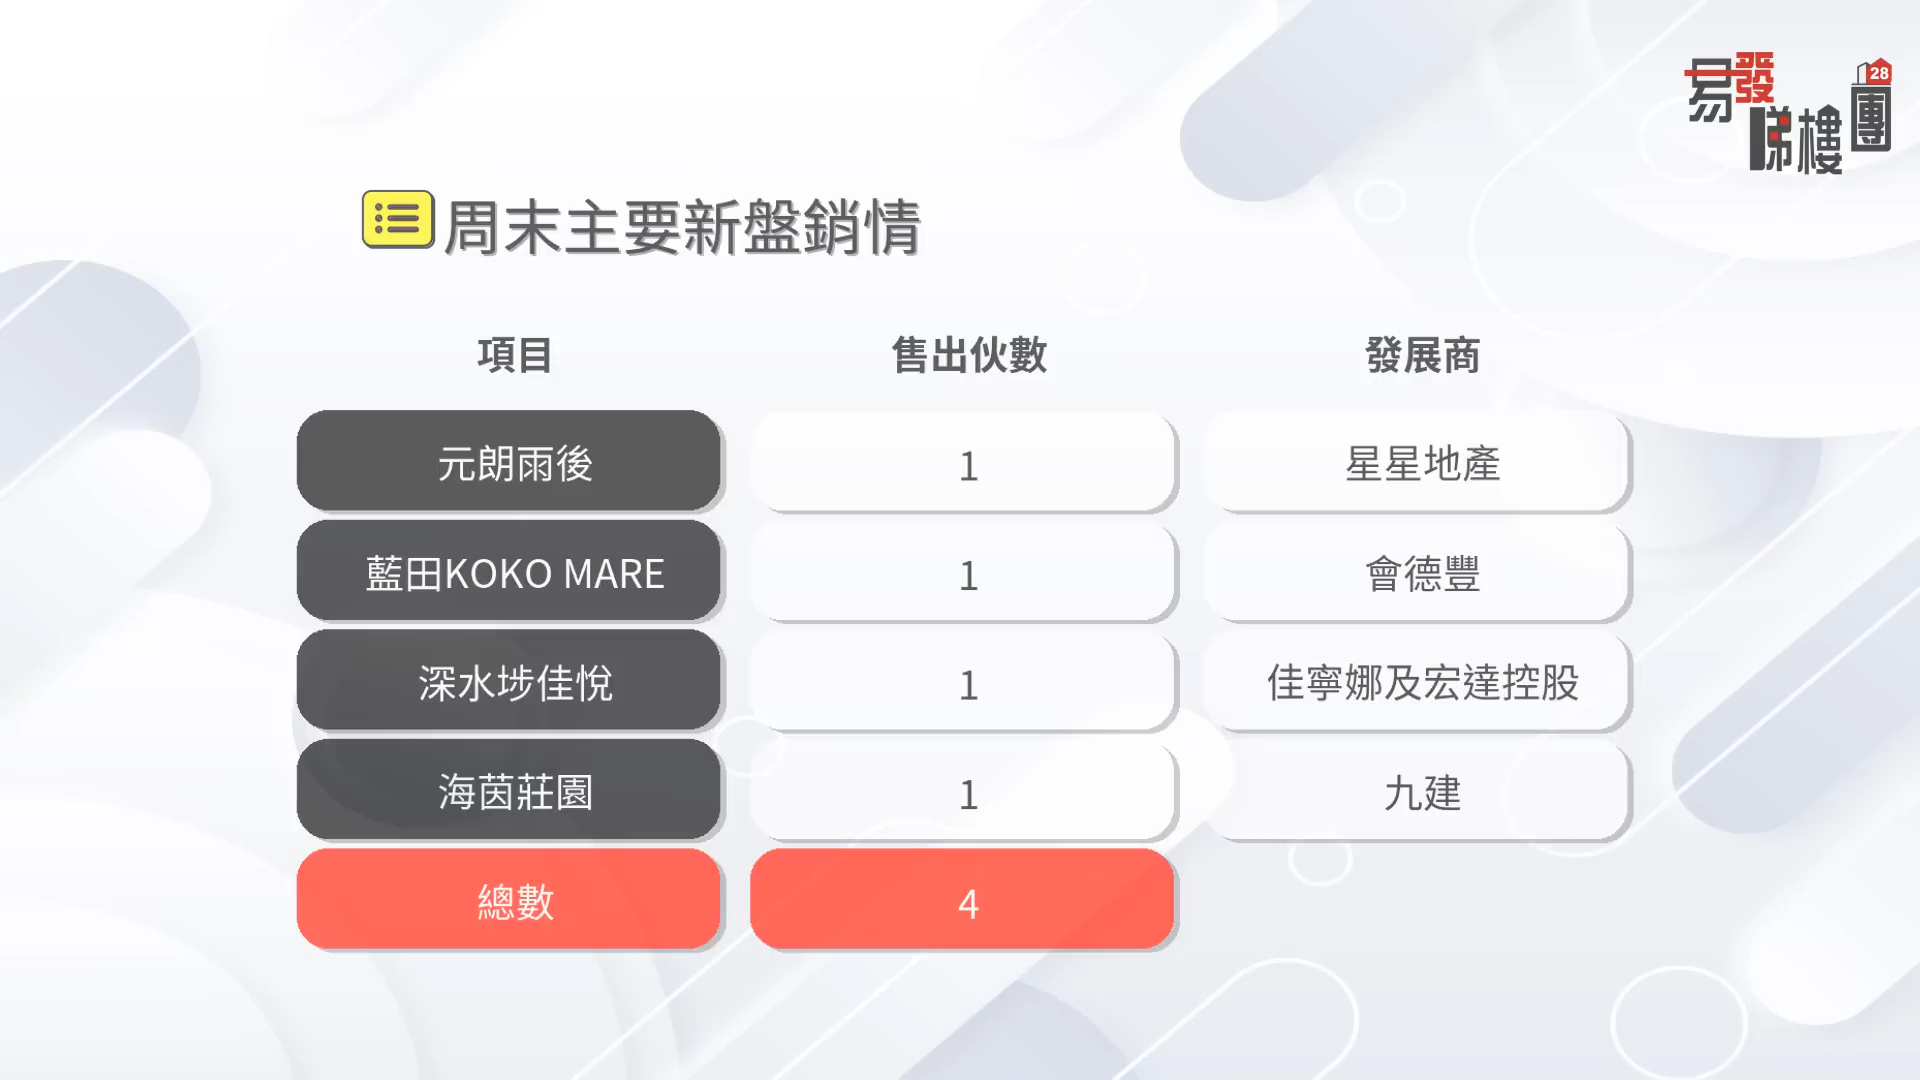 易發睇樓團28
周末主要新盤銷情
項目 售出伙數 發展商
元朗雨後 1 星星地產
藍田KOKO MARE 1 會德豐
深水埗佳悅 1 佳寧娜及宏達控股
海茵莊園 1 九建
總數 4